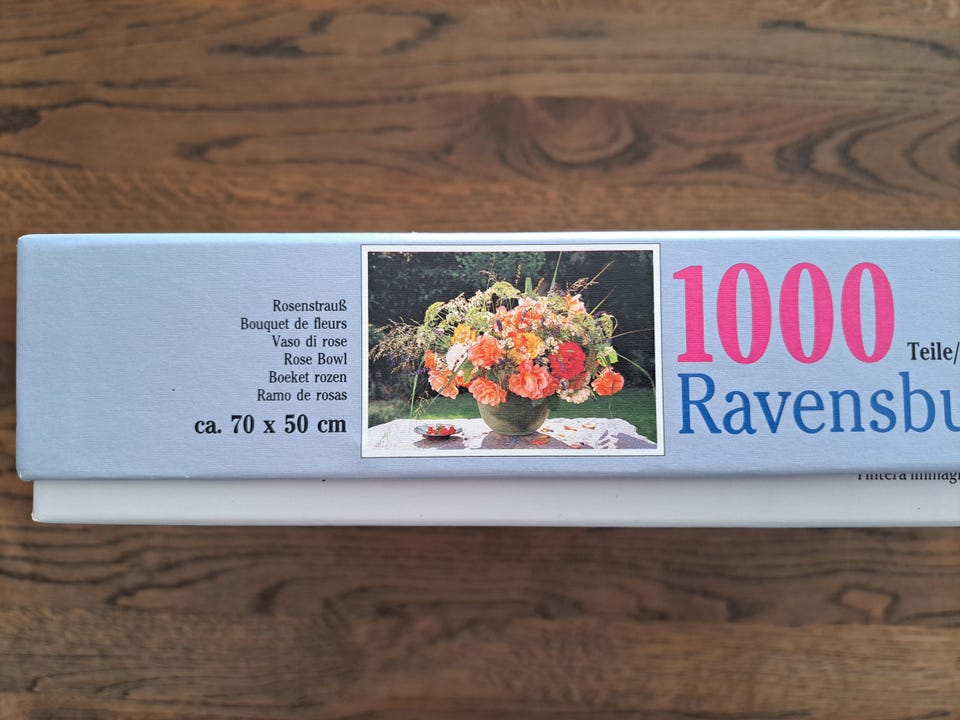 Rosenstrauß
Bouquet de fleurs
Vaso di rose
Rose Bowl
Boeket rozen
Ramo de rosas
ca. 70 x 50 cm
1000 Teile/
Ravensbu